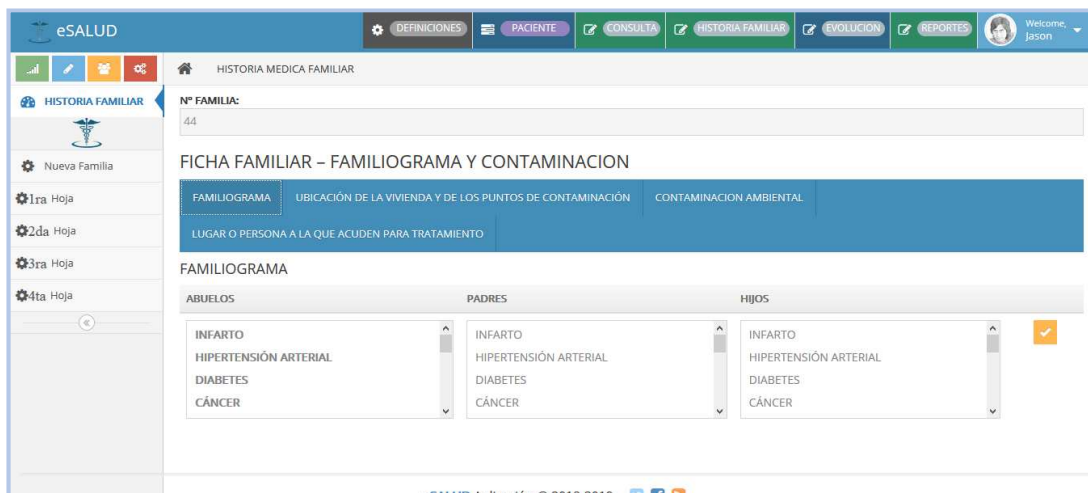 eSALUD
DEFINICIONES
PACIENTE
CONSULTA
HISTORIA FAMILIAR
EVOLUCION
REPORTES
Welcome,
Jason
HISTORIA MEDICA FAMILIAR
HISTORIA FAMILIAR
Nueva Familia
1ra Hoja
2da Hoja
3ra Hoja
4ta Hoja
Nº FAMILIA:
44
FICHA FAMILIAR – FAMILIOGRAMA Y CONTAMINACION
FAMILIOGRAMA
UBICACIÓN DE LA VIVIENDA Y DE LOS PUNTOS DE CONTAMINACIÓN
CONTAMINACION AMBIENTAL
LUGAR O PERSONA A LA QUE ACUDEN PARA TRATAMIENTO
FAMILIOGRAMA
ABUELOS
PADRES
HIJOS
INFARTO
HIPERTENSIÓN ARTERIAL
DIABETES
CÁNCER
INFARTO
HIPERTENSIÓN ARTERIAL
DIABETES
CÁNCER
INFARTO
HIPERTENSIÓN ARTERIAL
DIABETES
CÁNCER